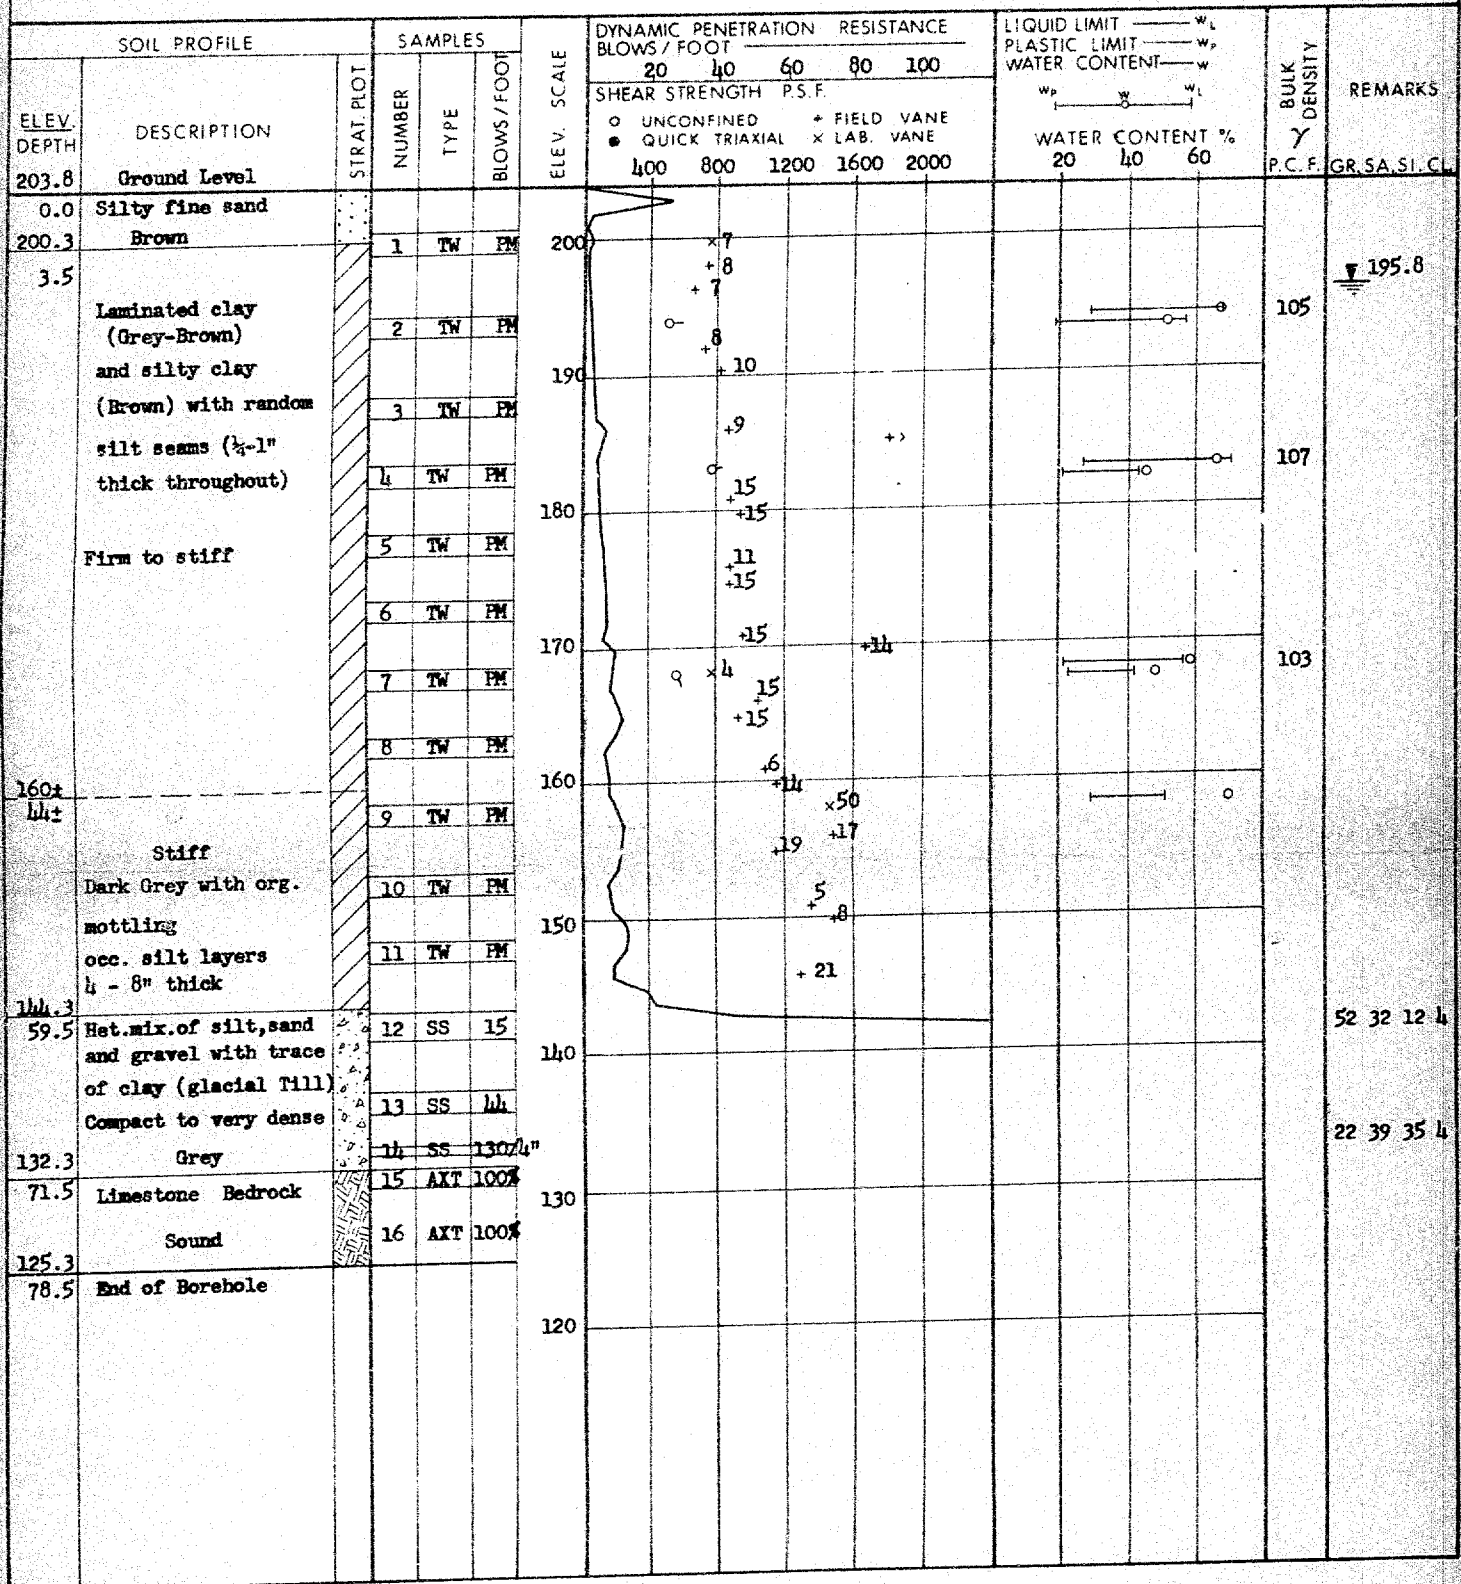 SOIL PROFILE
SAMPLES
ELEV. SCALE
DYNAMIC PENETRATION RESISTANCE
BLOWS / FOOT
20 40 60 80 100
SHEAR STRENGTH P.S.F.
○ UNCONFINED + FIELD VANE
● QUICK TRIAXIAL × LAB. VANE
400 800 1200 1600 2000
LIQUID LIMIT wL
PLASTIC LIMIT wP
WATER CONTENT w
wP w wL
WATER CONTENT %
20 40 60
BULK DENSITY
γ
P.C.F.
REMARKS
GR, SA, SI, CL
ELEV.
DEPTH
DESCRIPTION
STRAT. PLOT
NUMBER
TYPE
BLOWS / FOOT
203.8 Ground Level
0.0 Silty fine sand
200.3 Brown
3.5
Laminated clay
(Grey-Brown)
and silty clay
(Brown) with random
silt seams (¼-1"
thick throughout)
Firm to stiff
160±
44±
Stiff
Dark Grey with org.
mottling
occ. silt layers
4 - 8" thick
144.3
59.5 Het.mix.of silt,sand
and gravel with trace
of clay (glacial Till)
Compact to very dense
132.3 Grey
71.5 Limestone Bedrock
Sound
125.3
78.5 End of Borehole
1 TW PM
2 TW PM
3 TW PM
4 TW PM
5 TW PM
6 TW PM
7 TW PM
8 TW PM
9 TW PM
10 TW PM
11 TW PM
12 SS 15
13 SS 44
14 SS 130/4"
15 AXT 100%
16 AXT 100%
200
190
180
170
160
150
140
130
120
×7
+8
+7
8
+10
+9
15
+15
11
+15
+15
+14
×4
15
+15
6
+14
×50
+17
+19
5
+8
+21
105
107
103
195.8
52 32 12 4
22 39 35 4